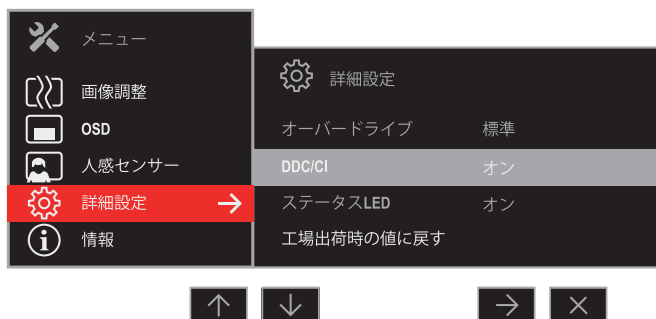 メニュー
画像調整
OSD
人感センサー
詳細設定
情報
詳細設定
オーバードライブ 標準
DDC/CI オン
ステータスLED オン
工場出荷時の値に戻す